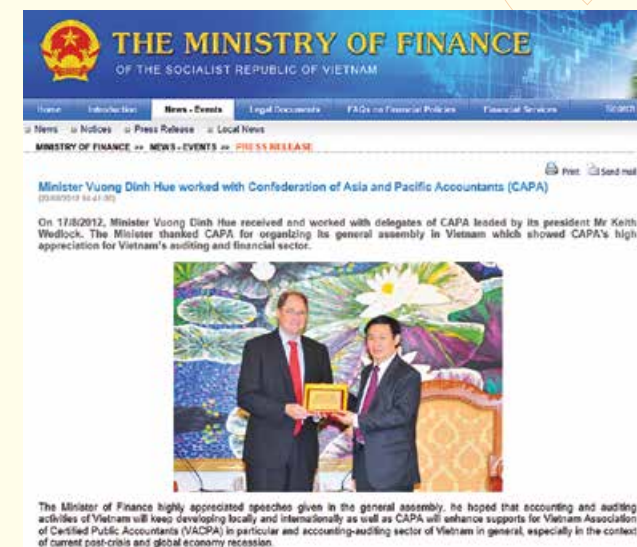 THE MINISTRY OF FINANCE
OF THE SOCIALIST REPUBLIC OF VIETNAM
Home Introduction News - Events Legal Documents FAQs on Financial Policies Financial Services Search
News Notices Press Release Local News
MINISTRY OF FINANCE >> NEWS - EVENTS >> PRESS RELEASE
Print Send mail
Minister Vuong Dinh Hue worked with Confederation of Asia and Pacific Accountants (CAPA)
On 17/8/2012, Minister Vuong Dinh Hue received and worked with delegates of CAPA leaded by its president Mr Keith
Wedlock. The Minister thanked CAPA for organizing its general assembly in Vietnam which showed CAPA's high
appreciation for Vietnam's auditing and financial sector.
The Minister of Finance highly appreciated speeches given in the general assembly, he hoped that accounting and auditing
activities of Vietnam will keep developing locally and internationally as well as CAPA will enhance supports for Vietnam Association
of Certified Public Accountants (VACPA) in particular and accounting-auditing sector of Vietnam in general, especially in the context
of current post-crisis and global economy recession.